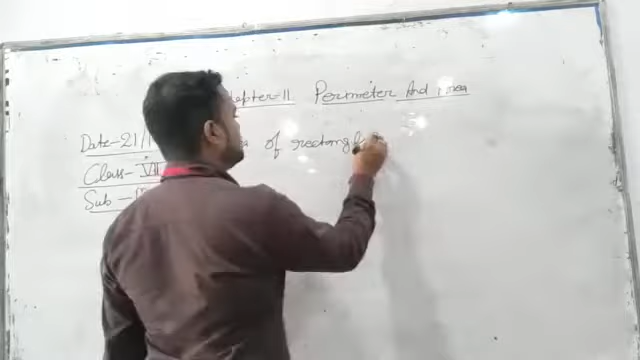 hapter-11 Perimeter And Area
Date-21/1
of rectangle
Class- VII
Sub -